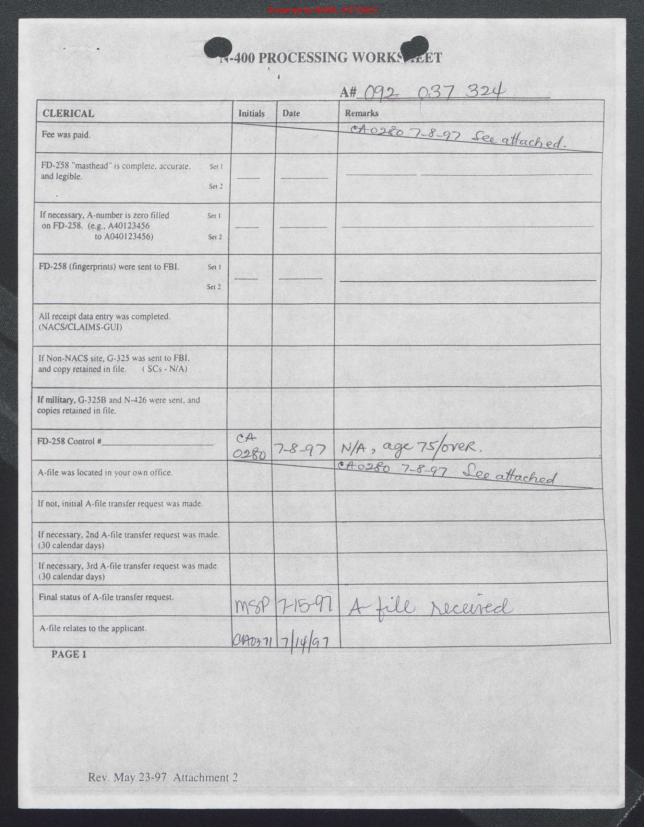 N-400 PROCESSING WORKSHEET
A# 092 037 324
CLERICAL Initials Date Remarks
Fee was paid. CA0280 7-8-97 See attached.
FD-258 "masthead" is complete, accurate, Set 1
and legible.
Set 2
If necessary, A-number is zero filled Set 1
on FD-258. (e.g., A40123456
to A040123456) Set 2
FD-258 (fingerprints) were sent to FBI. Set 1
Set 2
All receipt data entry was completed.
(NACS/CLAIMS-GUI)
If Non-NACS site, G-325 was sent to FBI,
and copy retained in file. ( SCs - N/A)
If military, G-325B and N-426 were sent, and
copies retained in file.
FD-258 Control # CA 0280 7-8-97 N/A, age 75/over.
A-file was located in your own office. CA0280 7-8-97 See attached
If not, initial A-file transfer request was made.
If necessary, 2nd A-file transfer request was made.
(30 calendar days)
If necessary, 3rd A-file transfer request was made.
(30 calendar days)
Final status of A-file transfer request. MSP 7-15-97 A file received
A-file relates to the applicant. CA0371 7/14/97
PAGE 1
Rev. May 23-97 Attachment 2